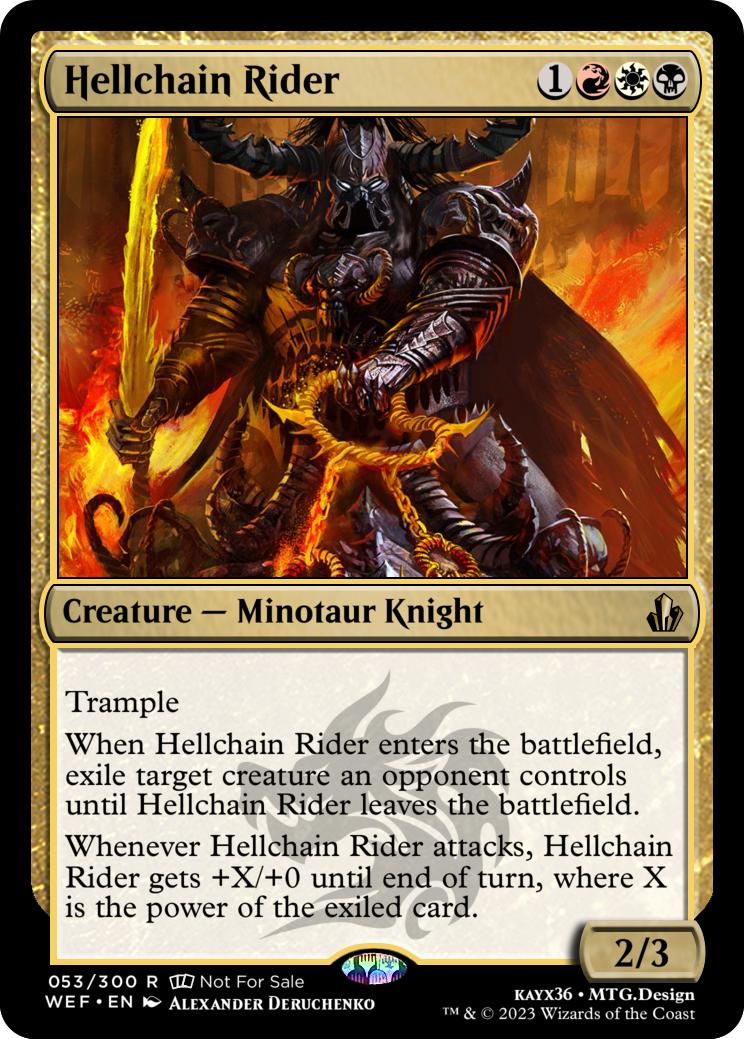 Hellchain Rider
1
Creature — Minotaur Knight
Trample
When Hellchain Rider enters the battlefield,
exile target creature an opponent controls
until Hellchain Rider leaves the battlefield.
Whenever Hellchain Rider attacks, Hellchain
Rider gets +X/+0 until end of turn, where X
is the power of the exiled card.
2/3
053/300 R Not For Sale
WEF • EN Alexander Deruchenko
KAYX36 • MTG.Design
™ & © 2023 Wizards of the Coast